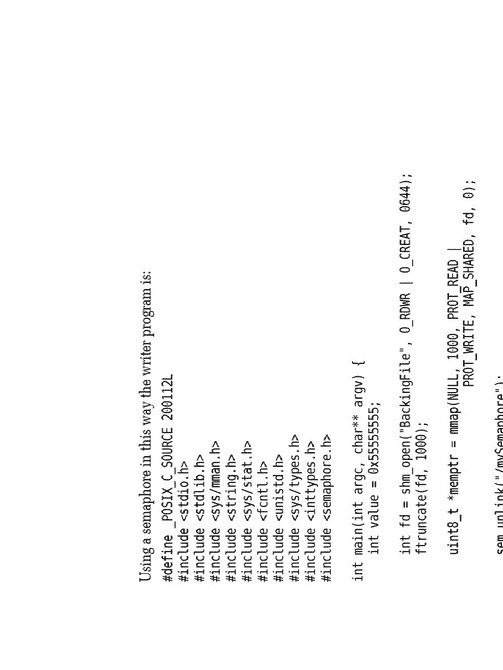 Using a semaphore in this way the writer program is:
#define _POSIX_C_SOURCE 200112L
#include <stdio.h>
#include <stdlib.h>
#include <sys/mman.h>
#include <string.h>
#include <sys/stat.h>
#include <fcntl.h>
#include <unistd.h>
#include <sys/types.h>
#include <inttypes.h>
#include <semaphore.h>
int main(int argc, char** argv) {
int value = 0x55555555;
int fd = shm_open("BackingFile", O_RDWR | O_CREAT, 0644);
ftruncate(fd, 1000);
uint8_t *memptr = mmap(NULL, 1000, PROT_READ |
PROT_WRITE, MAP_SHARED, fd, 0);
sem_unlink("/mySemaphore");